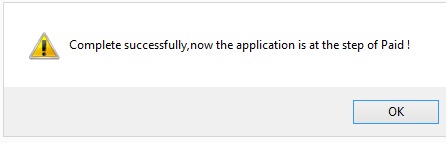 Complete successfully,now the application is at the step of Paid !
OK